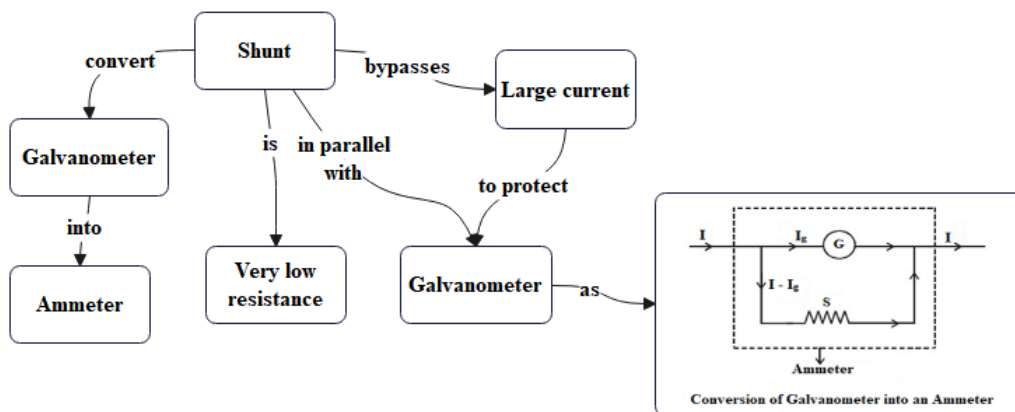 Shunt
convert
bypasses
Large current
Galvanometer
is
in parallel
with
to protect
into
Ammeter
Very low
resistance
Galvanometer
as
I
Ig
G
I
I - Ig
S
Ammeter
Conversion of Galvanometer into an Ammeter